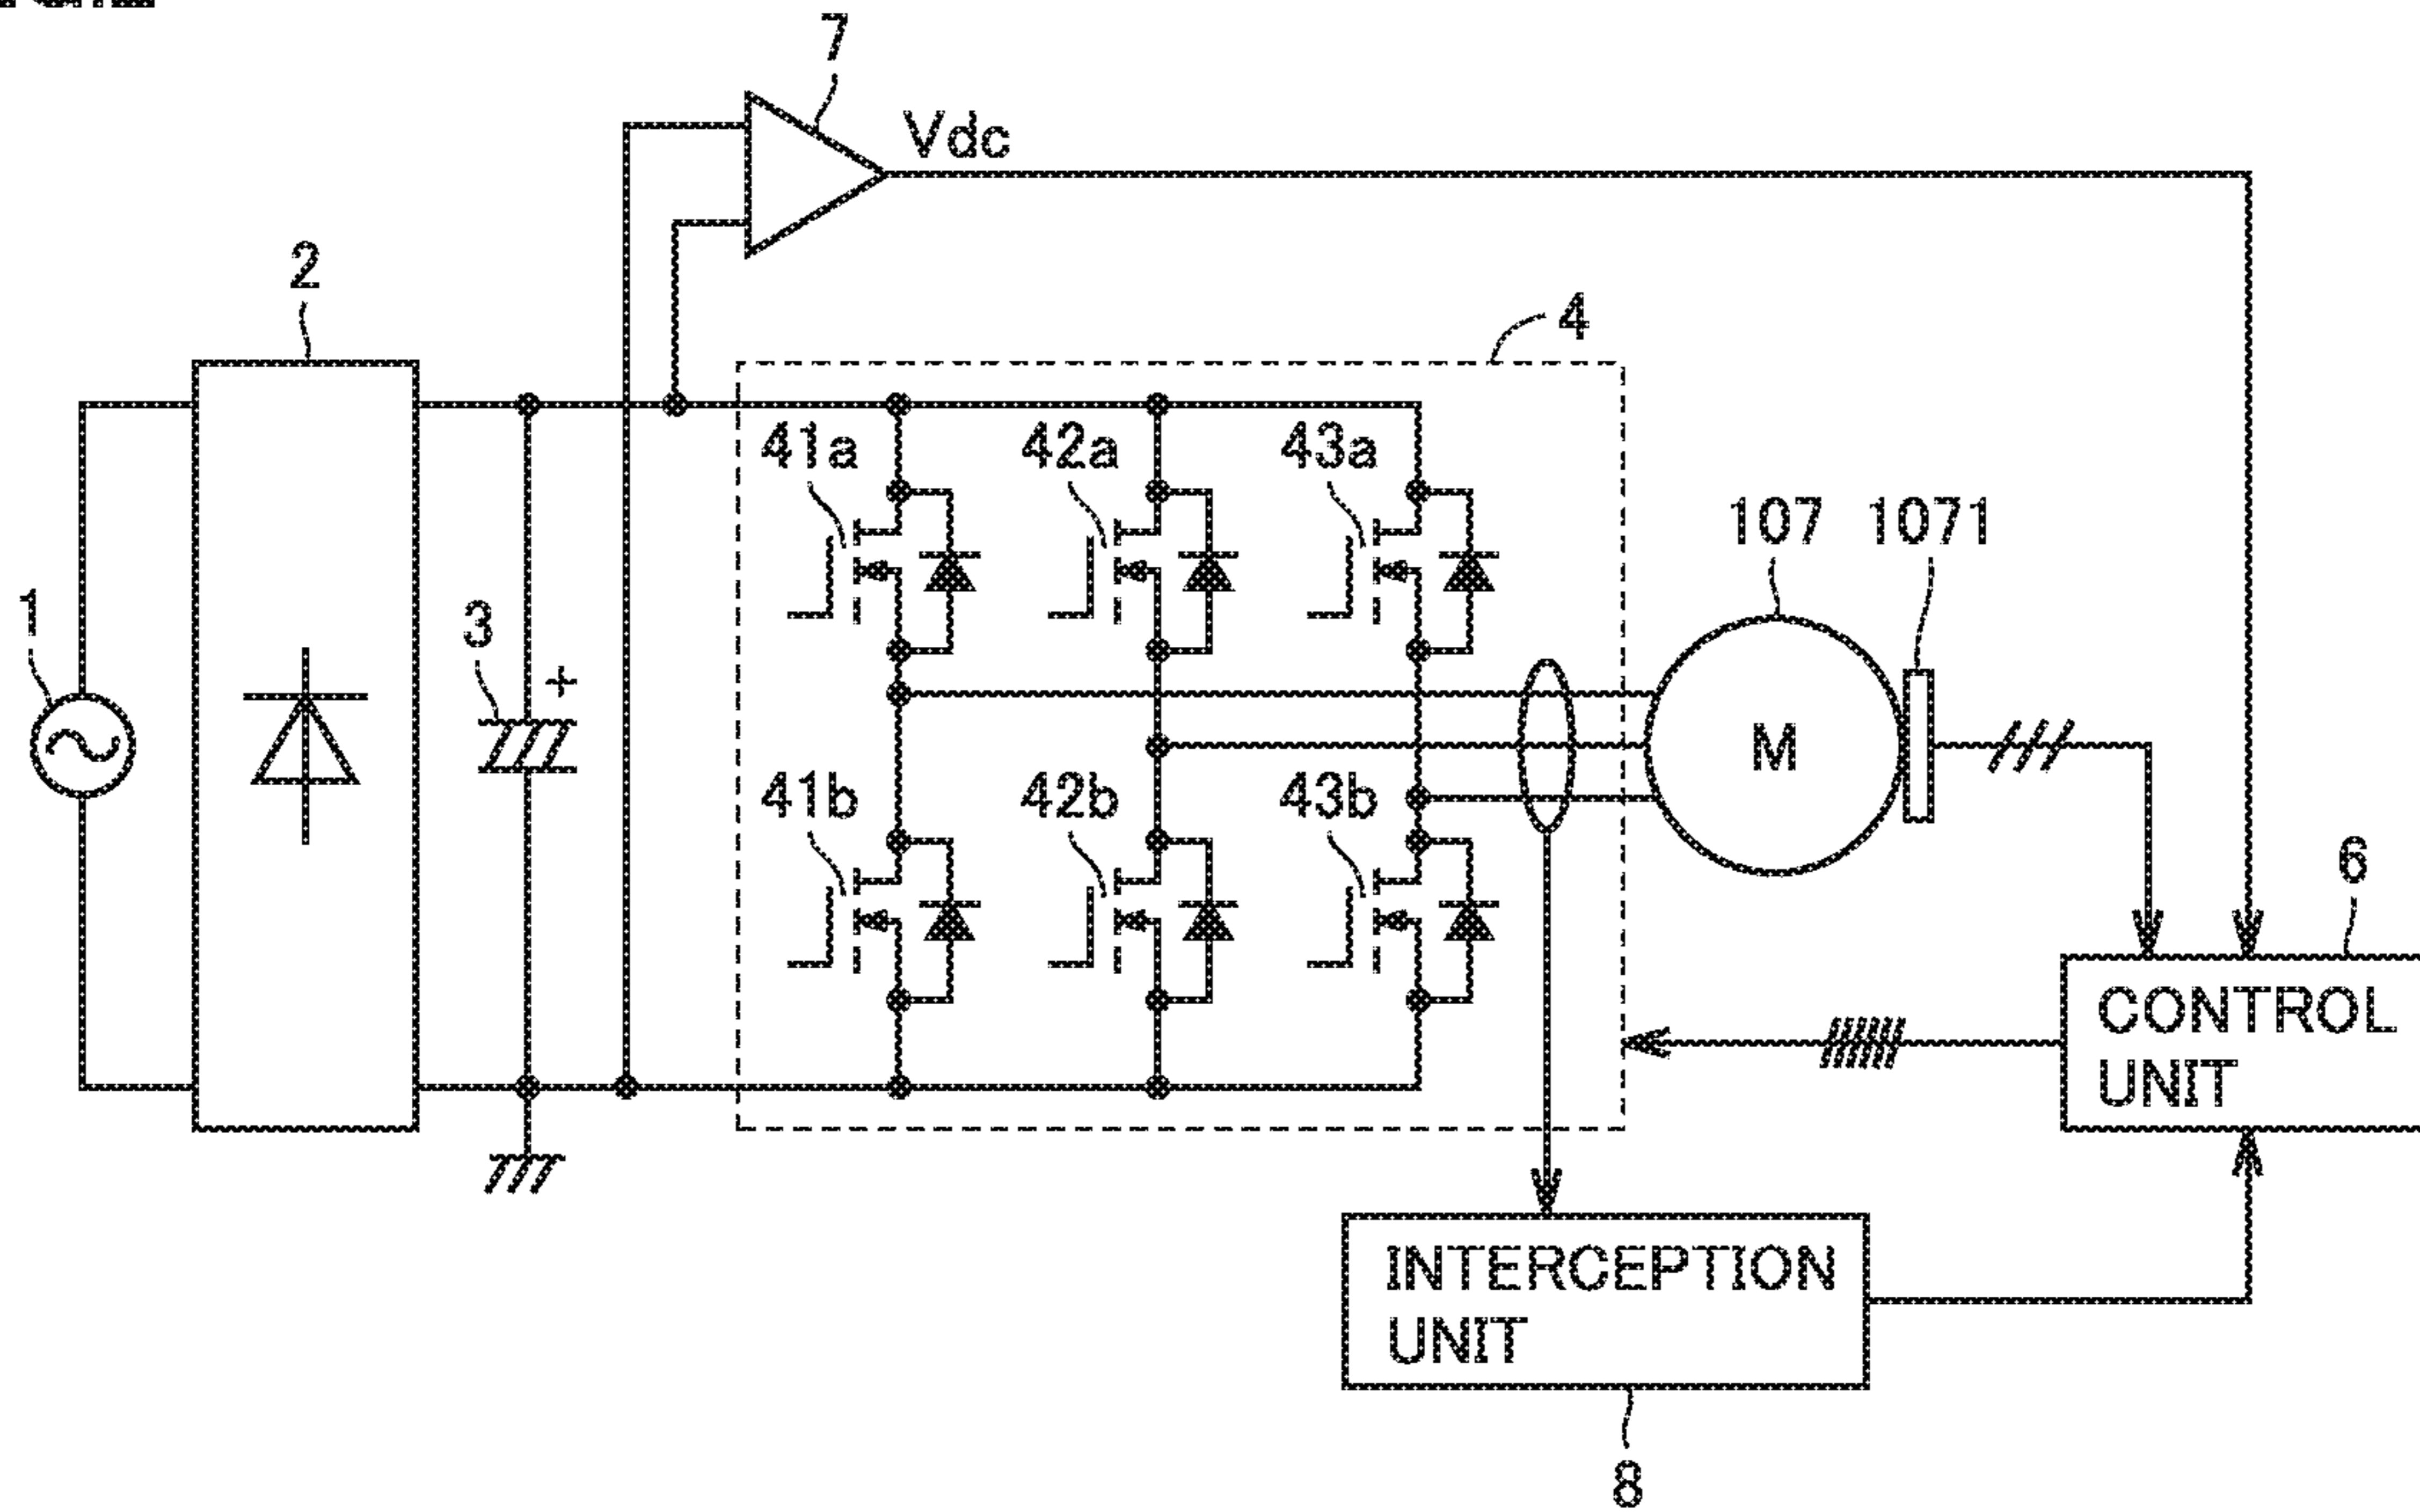 7
Vdc
2
4
41a
42a
43a
107
1071
1
3
+
M
41b
42b
43b
6
CONTROL
UNIT
INTERCEPTION
UNIT
8